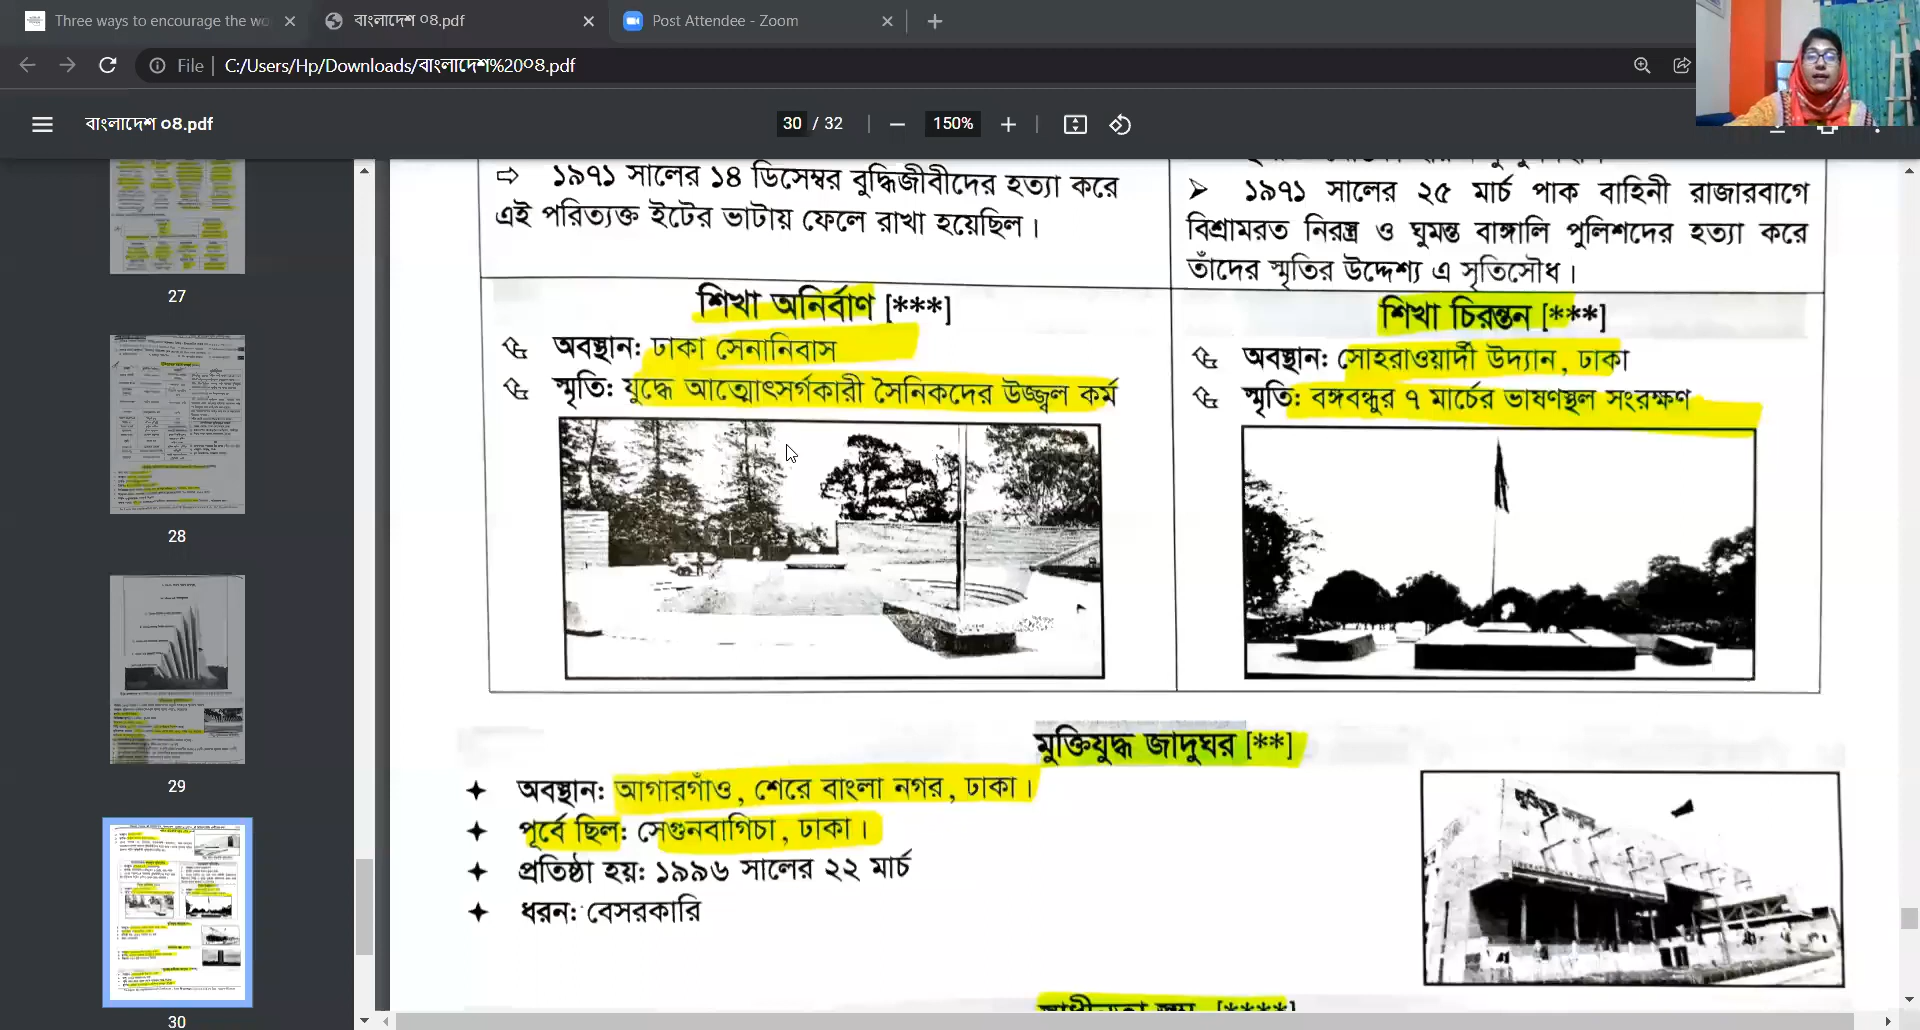 Three ways to encourage the wo
বাংলাদেশ ০৪.pdf
Post Attendee - Zoom
File
C:/Users/Hp/Downloads/বাংলাদেশ%20০৪.pdf
বাংলাদেশ ০৪.pdf
30 / 32
150%
27
28
29
30
⇨ ১৯৭১ সালের ১৪ ডিসেম্বর বুদ্ধিজীবীদের হত্যা করে
এই পরিত্যক্ত ইটের ভাটায় ফেলে রাখা হয়েছিল।
➢ ১৯৭১ সালের ২৫ মার্চ পাক বাহিনী রাজারবাগে
বিশ্রামরত নিরস্ত্র ও ঘুমন্ত বাঙ্গালি পুলিশদের হত্যা করে
তাঁদের স্মৃতির উদ্দেশ্য এ সৃতিসৌধ।
শিখা অনির্বাণ [***]
অবস্থান: ঢাকা সেনানিবাস
স্মৃতি: যুদ্ধে আত্মোৎসর্গকারী সৈনিকদের উজ্জ্বল কর্ম
শিখা চিরন্তন [***]
অবস্থান: সোহরাওয়ার্দী উদ্যান, ঢাকা
স্মৃতি: বঙ্গবন্ধুর ৭ মার্চের ভাষণস্থল সংরক্ষণ
মুক্তিযুদ্ধ জাদুঘর [**]
✦ অবস্থান: আগারগাঁও, শেরে বাংলা নগর, ঢাকা।
✦ পূর্বে ছিল: সেগুনবাগিচা, ঢাকা।
✦ প্রতিষ্ঠা হয়: ১৯৯৬ সালের ২২ মার্চ
✦ ধরন: বেসরকারি